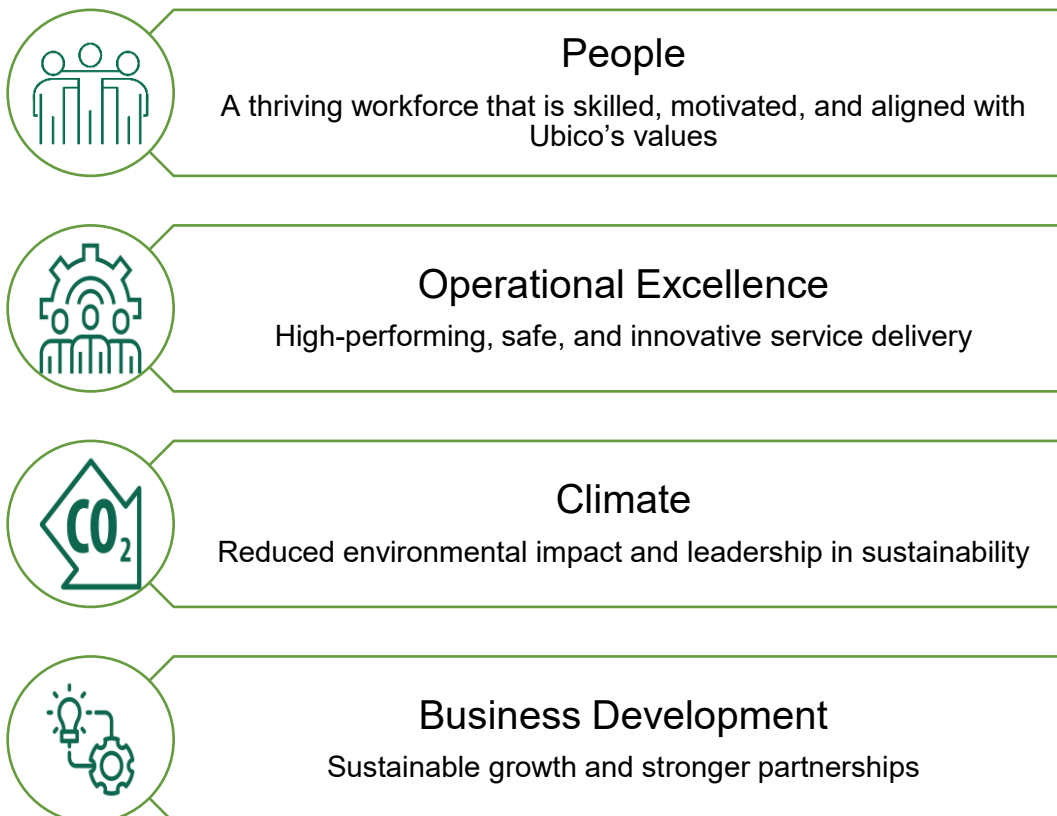 People
A thriving workforce that is skilled, motivated, and aligned with
Ubico’s values
Operational Excellence
High-performing, safe, and innovative service delivery
CO2
Climate
Reduced environmental impact and leadership in sustainability
Business Development
Sustainable growth and stronger partnerships